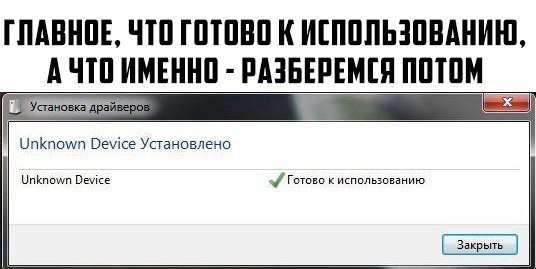 ГЛАВНОЕ, ЧТО ГОТОВО К ИСПОЛЬЗОВАНИЮ,
А ЧТО ИМЕННО - РАЗБЕРЕМСЯ ПОТОМ
Установка драйверов
Unknown Device Установлено
Unknown Device Готово к использованию
Закрыть